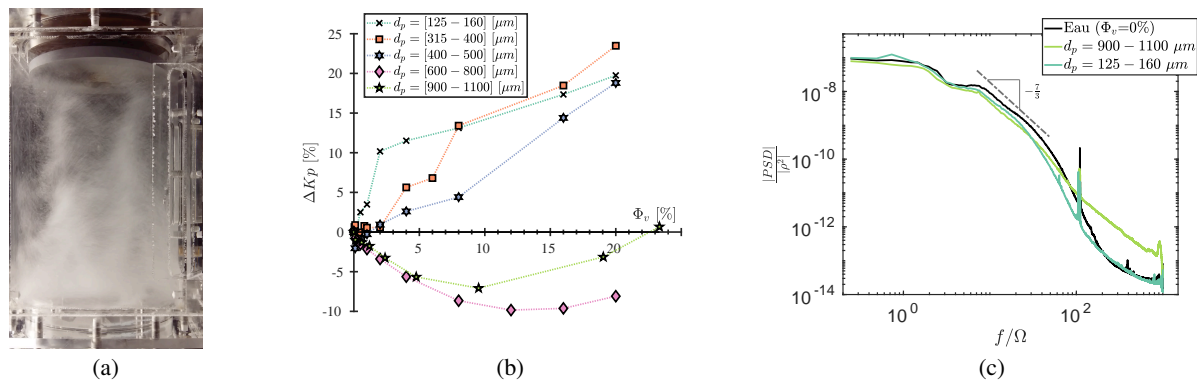 d_p = [125 − 160] [μm]
d_p = [315 − 400] [μm]
d_p = [400 − 500] [μm]
d_p = [600 − 800] [μm]
d_p = [900 − 1100] [μm]
25
20
15
10
5
0
-5
-10
ΔKp [%]
5
10
15
20
Φ_v [%]
Eau (Φ_v=0%)
d_p = 900 − 1100 μm
d_p = 125 − 160 μm
−7/3
10^-8
10^-10
10^-12
10^-14
|PSD|/|ρ²|
10^0
10^1
10^2
f/Ω
(a)
(b)
(c)